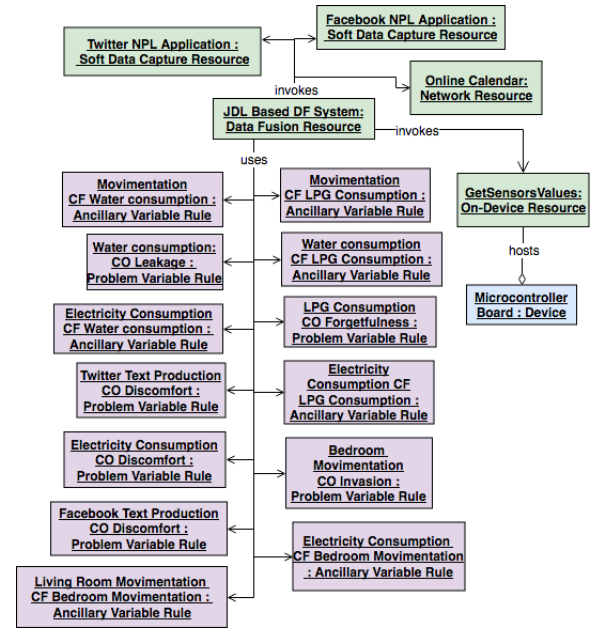 Facebook NPL Application :
Soft Data Capture Resource
Twitter NPL Application :
Soft Data Capture Resource
Online Calendar:
Network Resource
invokes
JDL Based DF System:
Data Fusion Resource
invokes
uses
Movimentation
CF Water consumption :
Ancillary Variable Rule
Movimentation
CF LPG Consumption :
Ancillary Variable Rule
GetSensorsValues:
On-Device Resource
Water consumption:
CO Leakage :
Problem Variable Rule
Water consumption
CF LPG Consumption :
Ancillary Variable Rule
hosts
Microcontroller
Board : Device
Electricity Consumption
CF Water consumption :
Ancillary Variable Rule
LPG Consumption
CO Forgetfulness :
Problem Variable Rule
Twitter Text Production
CO Discomfort :
Problem Variable Rule
Electricity
Consumption CF
LPG Consumption :
Ancillary Variable Rule
Electricity Consumption
CO Discomfort :
Problem Variable Rule
Bedroom
Movimentation
CO Invasion :
Problem Variable Rule
Facebook Text Production
CO Discomfort :
Problem Variable Rule
Electricity Consumption
CF Bedroom Movimentation
: Ancillary Variable Rule
Living Room Movimentation
CF Bedroom Movimentation :
Ancillary Variable Rule